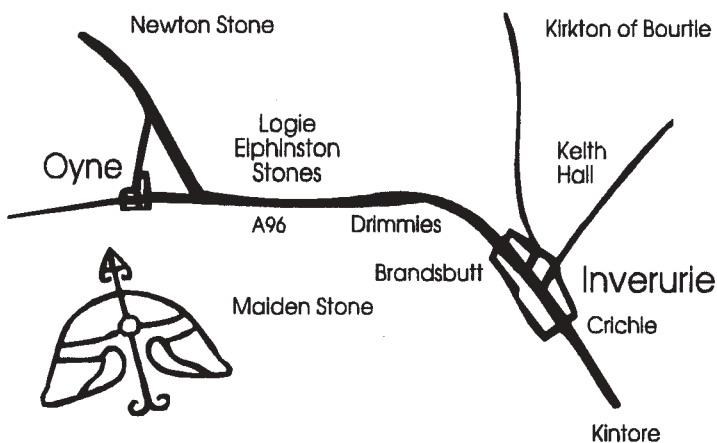 Newton Stone
Kirkton of Bourtie
Logie
Elphinston
Stones
Keith
Hall
Oyne
A96
Drimmies
Brandsbutt
Inverurie
Maiden Stone
Crichie
Kintore